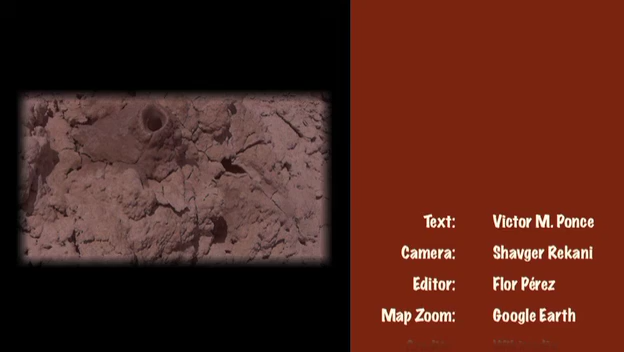 Text: Victor M. Ponce
Camera: Shavger Rekani
Editor: Flor Pérez
Map Zoom: Google Earth